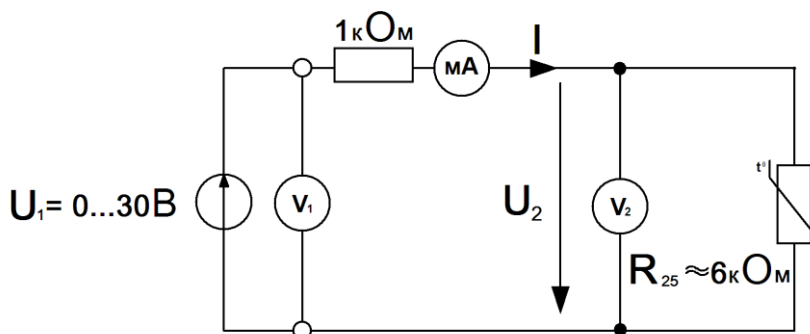 1кОм
мА
I
V₁
U₁= 0...30В
U₂
V₂
t°
R₂₅ ≈6кОм